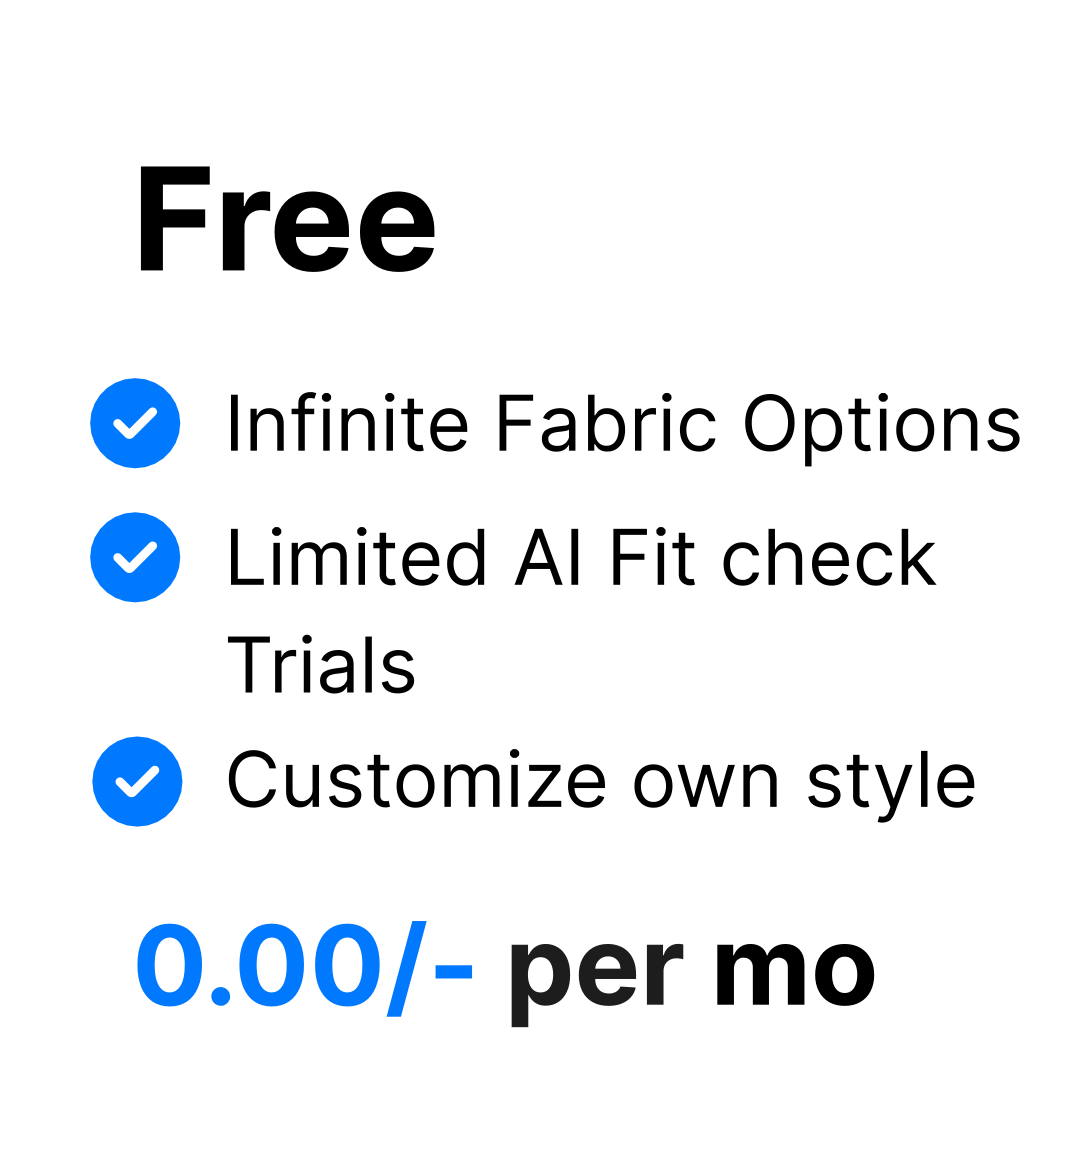 Free
Infinite Fabric Options
Limited AI Fit check
Trials
Customize own style
0.00/- per mo